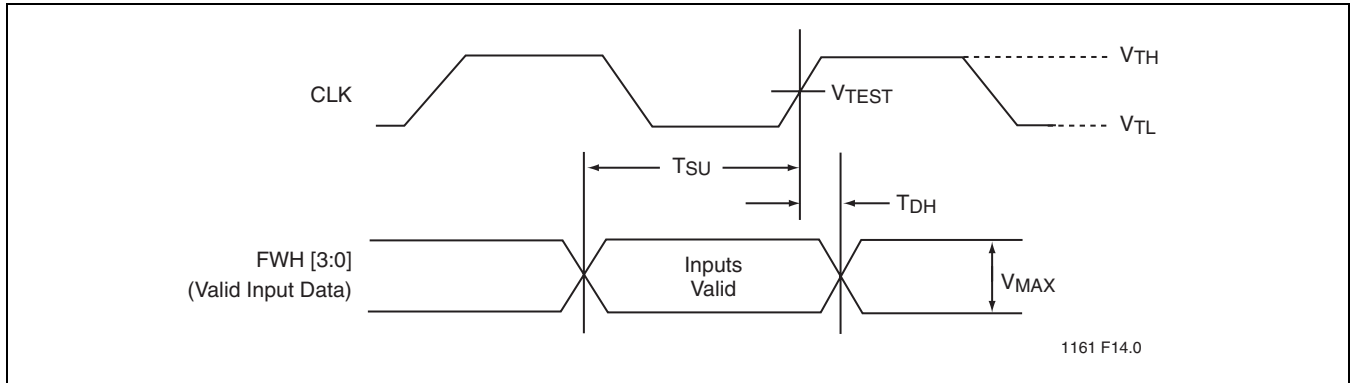 VTH
CLK
VTEST
VTL
TSU
TDH
FWH [3:0]
(Valid Input Data)
Inputs
Valid
VMAX
1161 F14.0